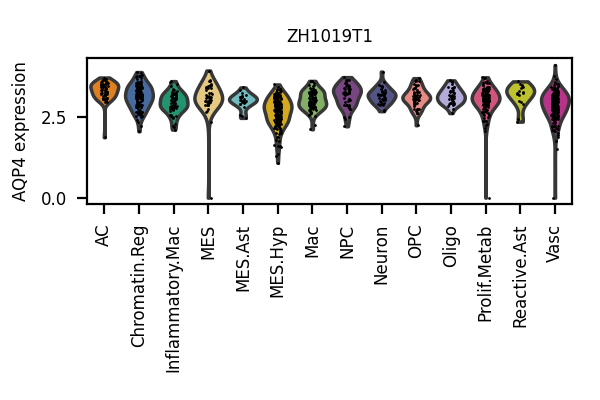 ZH1019T1
AQP4 expression
2.5
0.0
AC
Chromatin.Reg
Inflammatory.Mac
MES
MES.Ast
MES.Hyp
Mac
NPC
Neuron
OPC
Oligo
Prolif.Metab
Reactive.Ast
Vasc